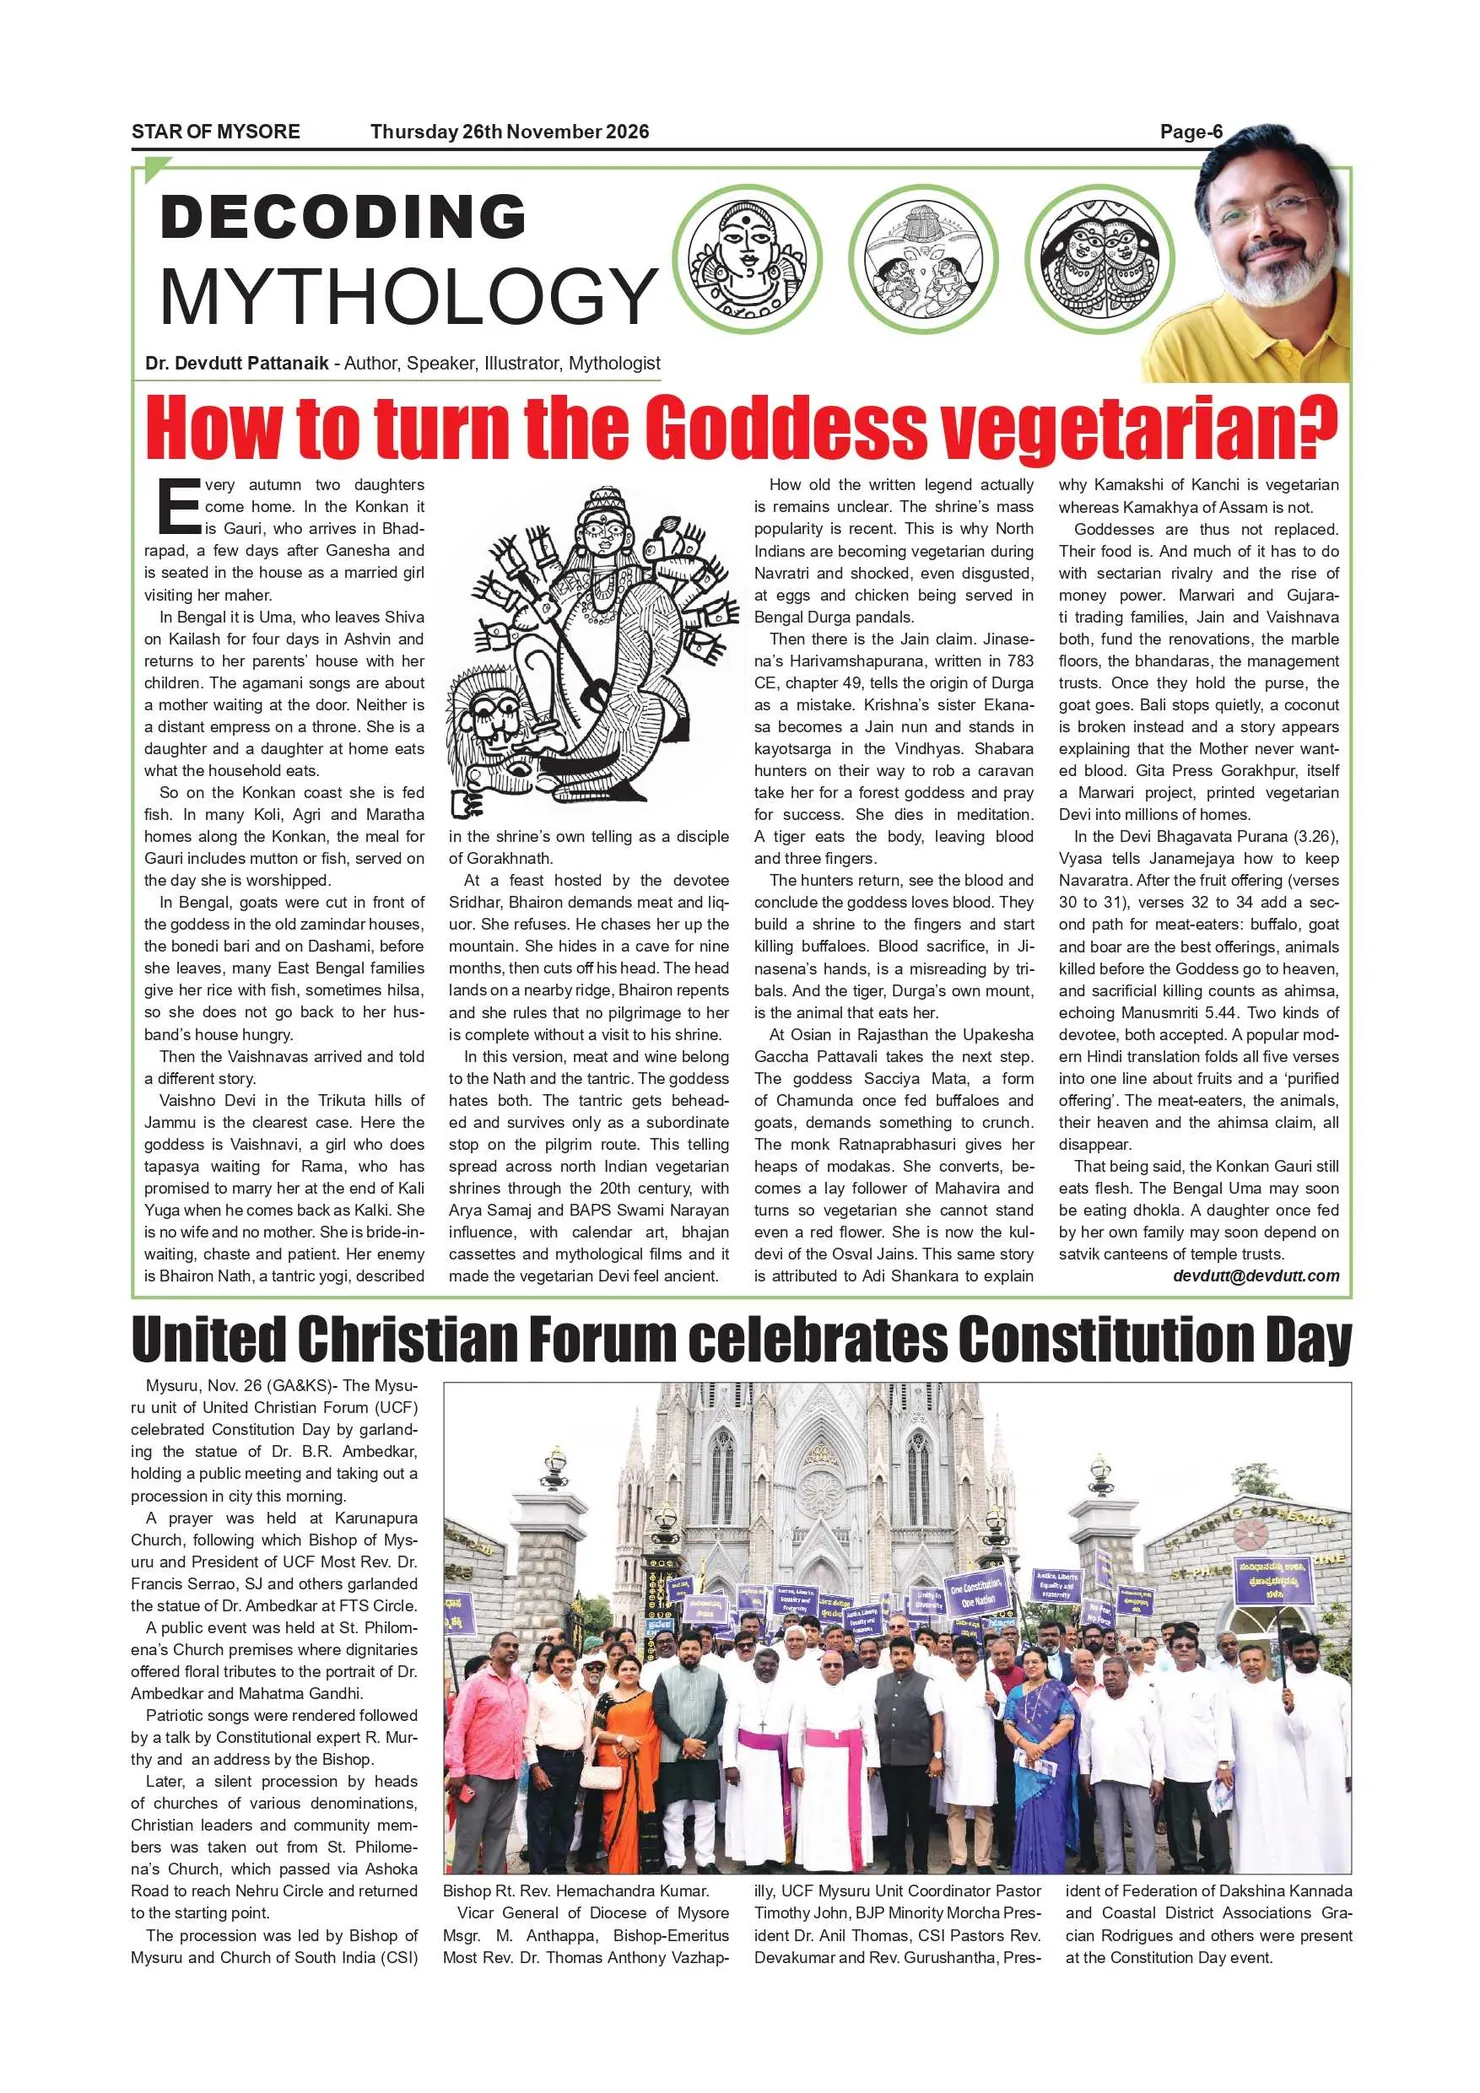 STAR OF MYSORE
Thursday 26th November 2026
Page-6
DECODING
MYTHOLOGY
Dr. Devdutt Pattanaik - Author, Speaker, Illustrator, Mythologist
How to turn the Goddess vegetarian?
Every autumn two daughters
come home. In the Konkan it
is Gauri, who arrives in Bhad-
rapad, a few days after Ganesha and
is seated in the house as a married girl
visiting her maher.
In Bengal it is Uma, who leaves Shiva
on Kailash for four days in Ashvin and
returns to her parents' house with her
children. The agamani songs are about
a mother waiting at the door. Neither is
a distant empress on a throne. She is a
daughter and a daughter at home eats
what the household eats.
So on the Konkan coast she is fed
fish. In many Koli, Agri and Maratha
homes along the Konkan, the meal for
Gauri includes mutton or fish, served on
the day she is worshipped.
In Bengal, goats were cut in front of
the goddess in the old zamindar houses,
the bonedi bari and on Dashami, before
she leaves, many East Bengal families
give her rice with fish, sometimes hilsa,
so she does not go back to her hus-
band's house hungry.
Then the Vaishnavas arrived and told
a different story.
Vaishno Devi in the Trikuta hills of
Jammu is the clearest case. Here the
goddess is Vaishnavi, a girl who does
tapasya waiting for Rama, who has
promised to marry her at the end of Kali
Yuga when he comes back as Kalki. She
is no wife and no mother. She is bride-in-
waiting, chaste and patient. Her enemy
is Bhairon Nath, a tantric yogi, described
in the shrine's own telling as a disciple
of Gorakhnath.
At a feast hosted by the devotee
Sridhar, Bhairon demands meat and liq-
uor. She refuses. He chases her up the
mountain. She hides in a cave for nine
months, then cuts off his head. The head
lands on a nearby ridge, Bhairon repents
and she rules that no pilgrimage to her
is complete without a visit to his shrine.
In this version, meat and wine belong
to the Nath and the tantric. The goddess
hates both. The tantric gets behead-
ed and survives only as a subordinate
stop on the pilgrim route. This telling
spread across north Indian vegetarian
shrines through the 20th century, with
Arya Samaj and BAPS Swami Narayan
influence, with calendar art, bhajan
cassettes and mythological films and it
made the vegetarian Devi feel ancient.
How old the written legend actually
is remains unclear. The shrine's mass
popularity is recent. This is why North
Indians are becoming vegetarian during
Navratri and shocked, even disgusted,
at eggs and chicken being served in
Bengal Durga pandals.
Then there is the Jain claim. Jinase-
na's Harivamshapurana, written in 783
CE, chapter 49, tells the origin of Durga
as a mistake. Krishna's sister Ekana-
sa becomes a Jain nun and stands in
kayotsarga in the Vindhyas. Shabara
hunters on their way to rob a caravan
take her for a forest goddess and pray
for success. She dies in meditation.
A tiger eats the body, leaving blood
and three fingers.
The hunters return, see the blood and
conclude the goddess loves blood. They
build a shrine to the fingers and start
killing buffaloes. Blood sacrifice, in Ji-
nasena's hands, is a misreading by tri-
bals. And the tiger, Durga's own mount,
is the animal that eats her.
At Osian in Rajasthan the Upakesha
Gaccha Pattavali takes the next step.
The goddess Sacciya Mata, a form
of Chamunda once fed buffaloes and
goats, demands something to crunch.
The monk Ratnaprabhasuri gives her
heaps of modakas. She converts, be-
comes a lay follower of Mahavira and
turns so vegetarian she cannot stand
even a red flower. She is now the kul-
devi of the Osval Jains. This same story
is attributed to Adi Shankara to explain
why Kamakshi of Kanchi is vegetarian
whereas Kamakhya of Assam is not.
Goddesses are thus not replaced.
Their food is. And much of it has to do
with sectarian rivalry and the rise of
money power. Marwari and Gujara-
ti trading families, Jain and Vaishnava
both, fund the renovations, the marble
floors, the bhandaras, the management
trusts. Once they hold the purse, the
goat goes. Bali stops quietly, a coconut
is broken instead and a story appears
explaining that the Mother never want-
ed blood. Gita Press Gorakhpur, itself
a Marwari project, printed vegetarian
Devi into millions of homes.
In the Devi Bhagavata Purana (3.26),
Vyasa tells Janamejaya how to keep
Navaratra. After the fruit offering (verses
30 to 31), verses 32 to 34 add a sec-
ond path for meat-eaters: buffalo, goat
and boar are the best offerings, animals
killed before the Goddess go to heaven,
and sacrificial killing counts as ahimsa,
echoing Manusmriti 5.44. Two kinds of
devotee, both accepted. A popular mod-
ern Hindi translation folds all five verses
into one line about fruits and a 'purified
offering'. The meat-eaters, the animals,
their heaven and the ahimsa claim, all
disappear.
That being said, the Konkan Gauri still
eats flesh. The Bengal Uma may soon
be eating dhokla. A daughter once fed
by her own family may soon depend on
satvik canteens of temple trusts.
devdutt@devdutt.com
United Christian Forum celebrates Constitution Day
Mysuru, Nov. 26 (GA&KS)- The Mysu-
ru unit of United Christian Forum (UCF)
celebrated Constitution Day by garland-
ing the statue of Dr. B.R. Ambedkar,
holding a public meeting and taking out a
procession in city this morning.
A prayer was held at Karunapura
Church, following which Bishop of Mys-
uru and President of UCF Most Rev. Dr.
Francis Serrao, SJ and others garlanded
the statue of Dr. Ambedkar at FTS Circle.
A public event was held at St. Philom-
ena's Church premises where dignitaries
offered floral tributes to the portrait of Dr.
Ambedkar and Mahatma Gandhi.
Patriotic songs were rendered followed
by a talk by Constitutional expert R. Mur-
thy and an address by the Bishop.
Later, a silent procession by heads
of churches of various denominations,
Christian leaders and community mem-
bers was taken out from St. Philome-
na's Church, which passed via Ashoka
Road to reach Nehru Circle and returned
to the starting point.
The procession was led by Bishop of
Mysuru and Church of South India (CSI)
One Constitution,
One Nation
Justice, Liberty,
Equality and
Fraternity
Bishop Rt. Rev. Hemachandra Kumar.
Vicar General of Diocese of Mysore
Msgr. M. Anthappa, Bishop-Emeritus
Most Rev. Dr. Thomas Anthony Vazhap-
illy, UCF Mysuru Unit Coordinator Pastor
Timothy John, BJP Minority Morcha Pres-
ident Dr. Anil Thomas, CSI Pastors Rev.
Devakumar and Rev. Gurushantha, Pres-
ident of Federation of Dakshina Kannada
and Coastal District Associations Gra-
cian Rodrigues and others were present
at the Constitution Day event.